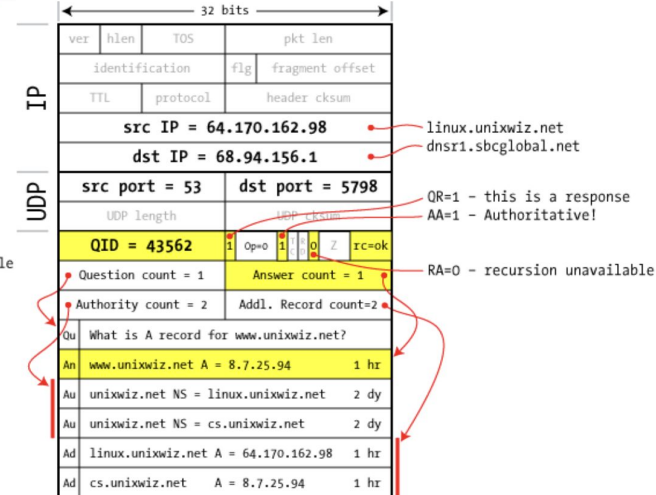 32 bits
ver hlen TOS pkt len
identification flg fragment offset
TTL protocol header cksum
IP
src IP = 64.170.162.98
linux.unixwiz.net
dst IP = 68.94.156.1
dnsr1.sbcglobal.net
UDP
src port = 53 dst port = 5798
QR=1 - this is a response
UDP length UDP cksum
AA=1 - Authoritative!
QID = 43562 1 Op=0 1 TC RD 0 Z rc=ok
le
RA=0 - recursion unavailable
Question count = 1 Answer count = 1
Authority count = 2 Addl. Record count=2
Qu What is A record for www.unixwiz.net?
An www.unixwiz.net A = 8.7.25.94 1 hr
Au unixwiz.net NS = linux.unixwiz.net 2 dy
Au unixwiz.net NS = cs.unixwiz.net 2 dy
Ad linux.unixwiz.net A = 64.170.162.98 1 hr
Ad cs.unixwiz.net A = 8.7.25.94 1 hr